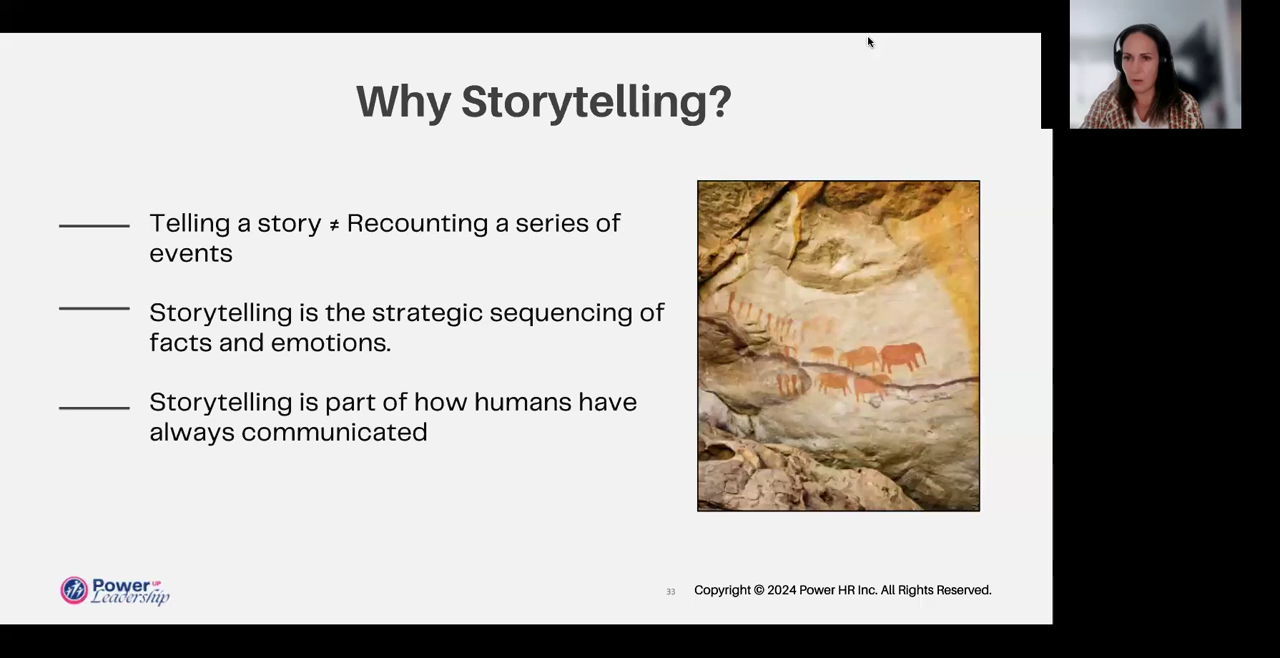 Why Storytelling?
Telling a story ≠ Recounting a series of
events
Storytelling is the strategic sequencing of
facts and emotions.
Storytelling is part of how humans have
always communicated
Power UP
Leadership
33
Copyright © 2024 Power HR Inc. All Rights Reserved.